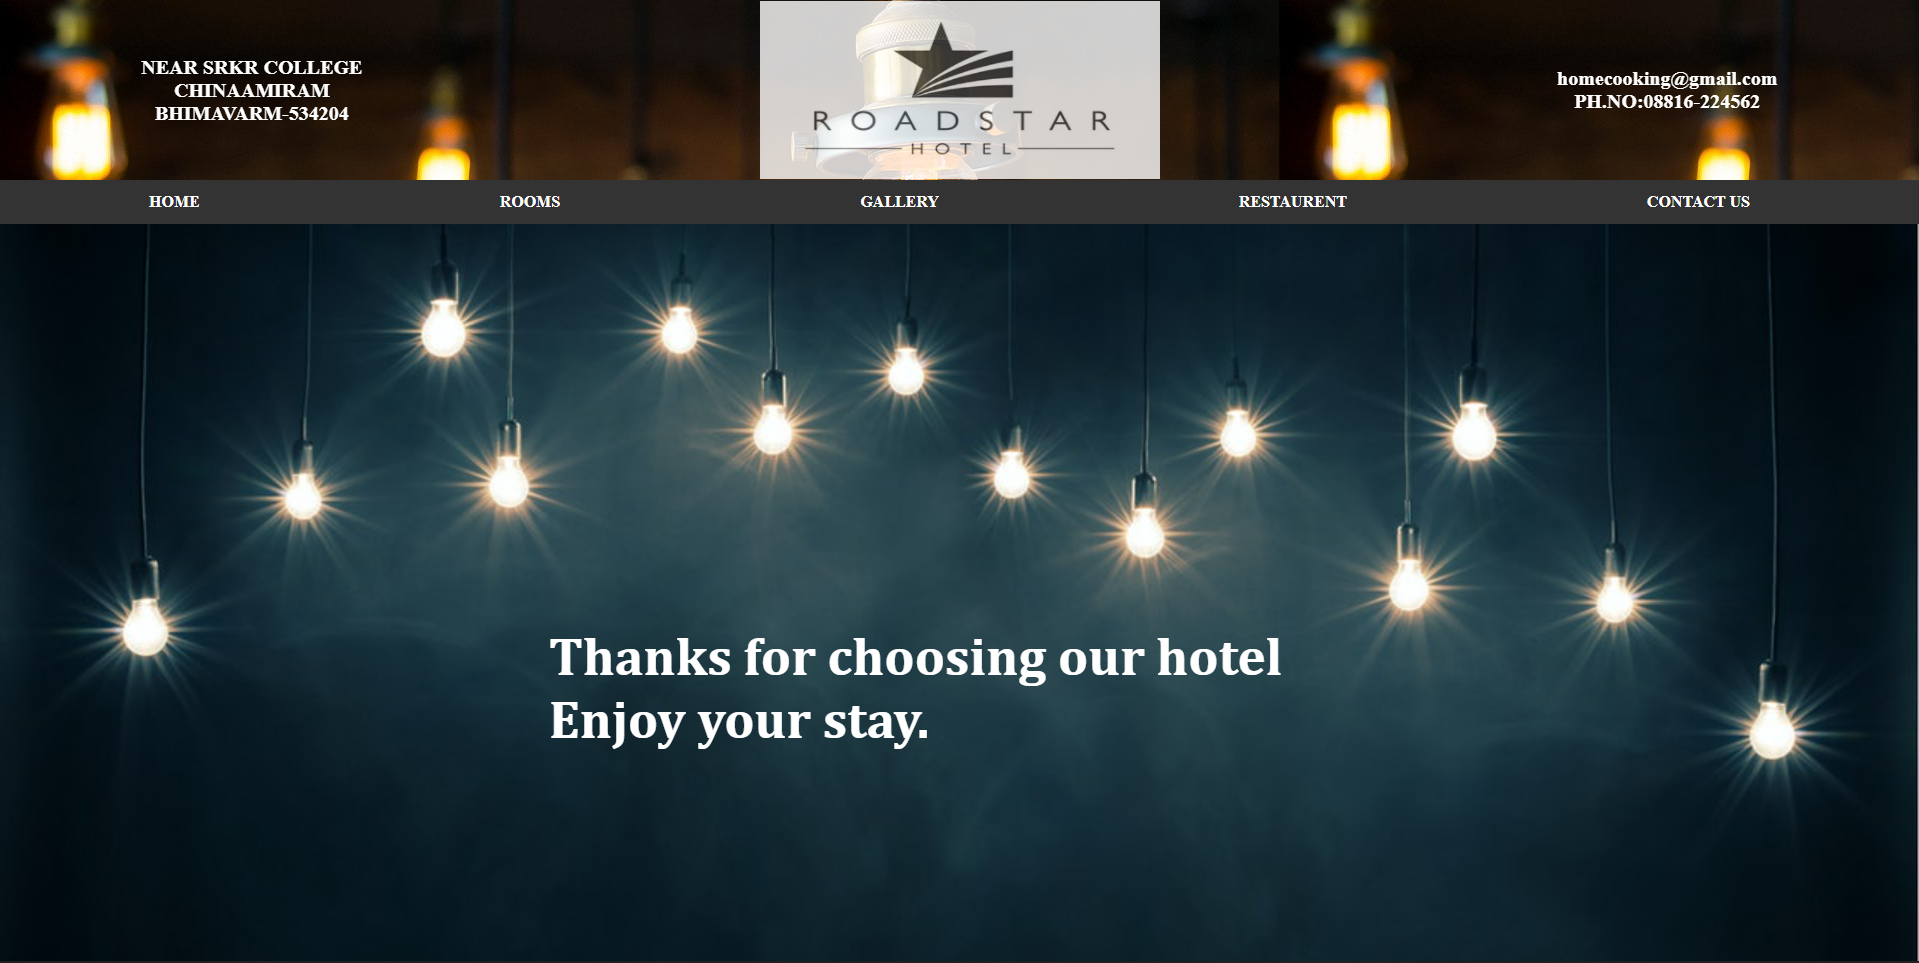 NEAR SRKR COLLEGE
CHINAAMIRAM
BHIMAVARM-534204
ROADSTAR
HOTEL
homecooking@gmail.com
PH.NO:08816-224562
HOME
ROOMS
GALLERY
RESTAURENT
CONTACT US
Thanks for choosing our hotel
Enjoy your stay.